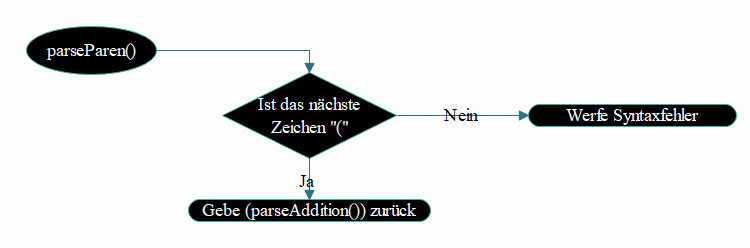 parseParen()
Ist das nächste
Zeichen "("
Nein
Werfe Syntaxfehler
Ja
Gebe (parseAddition()) zurück